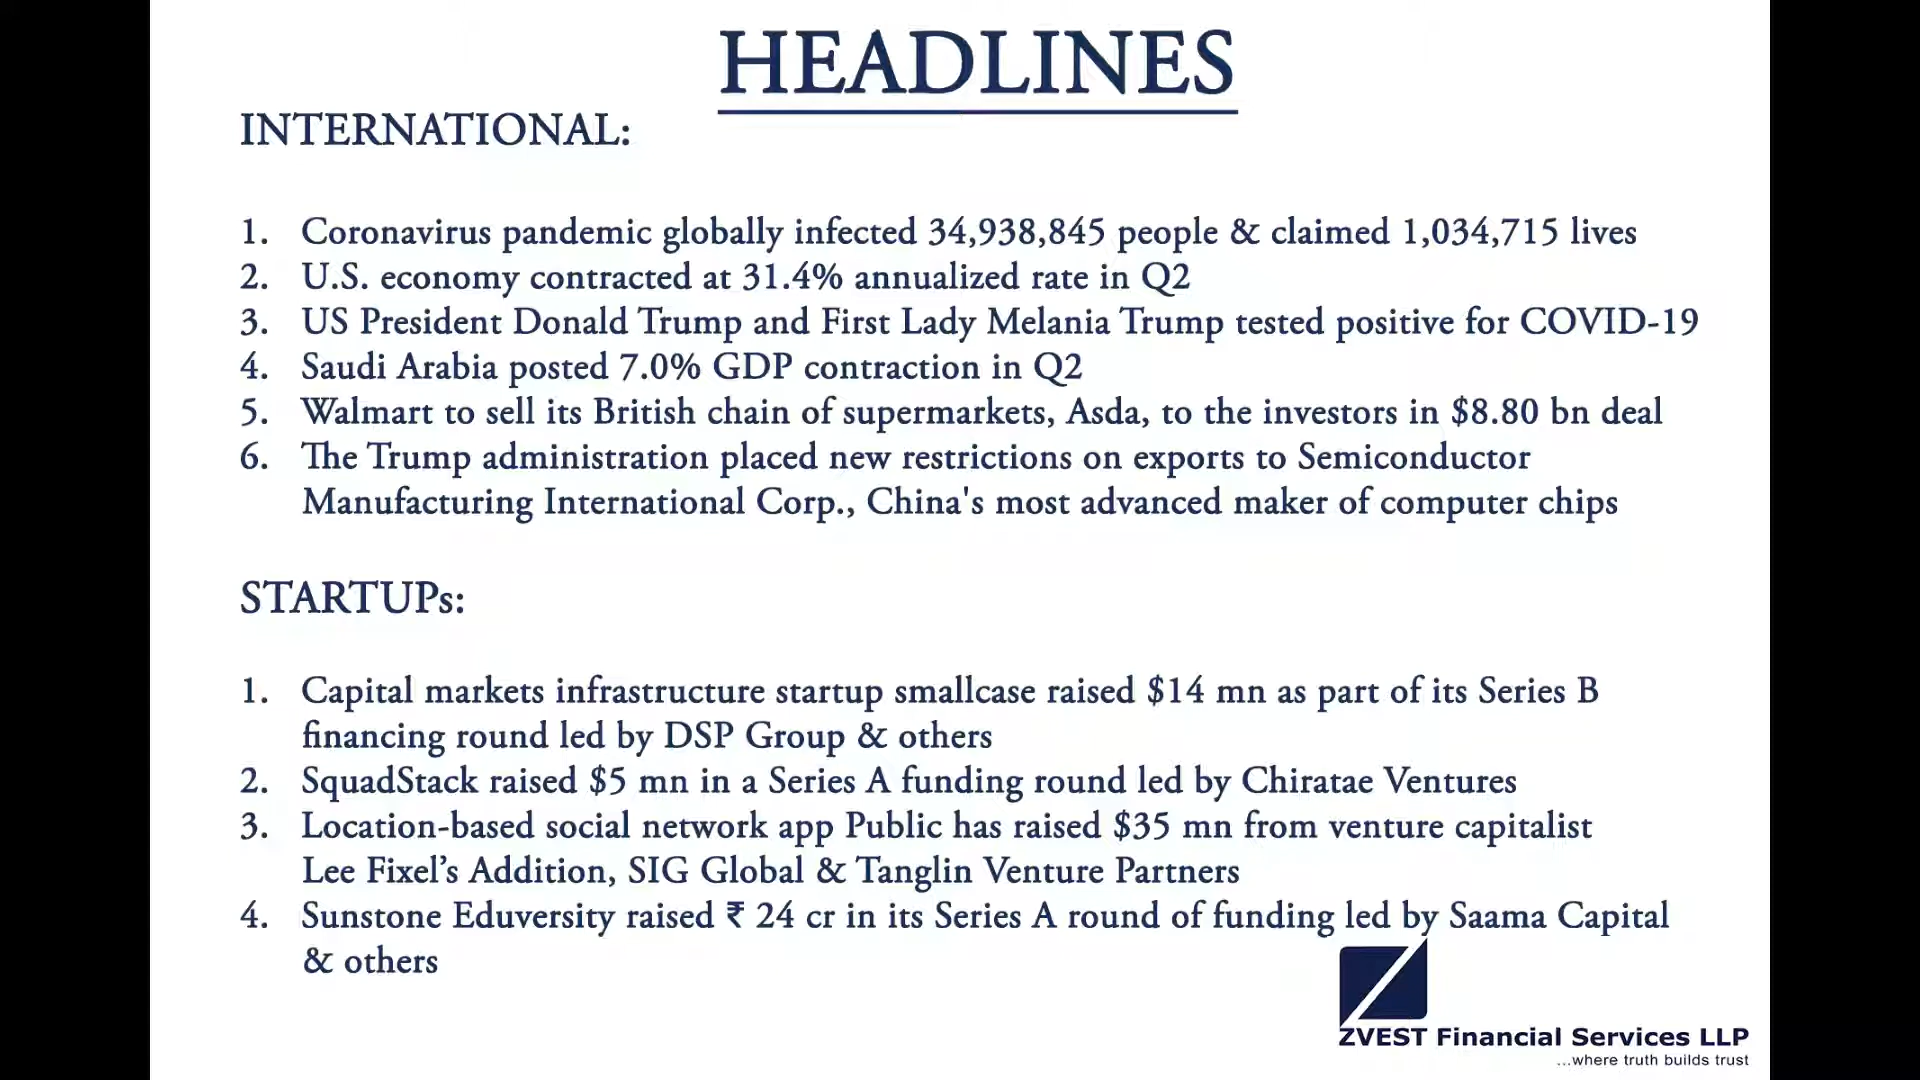 HEADLINES
INTERNATIONAL:
1. Coronavirus pandemic globally infected 34,938,845 people & claimed 1,034,715 lives
2. U.S. economy contracted at 31.4% annualized rate in Q2
3. US President Donald Trump and First Lady Melania Trump tested positive for COVID-19
4. Saudi Arabia posted 7.0% GDP contraction in Q2
5. Walmart to sell its British chain of supermarkets, Asda, to the investors in $8.80 bn deal
6. The Trump administration placed new restrictions on exports to Semiconductor
Manufacturing International Corp., China's most advanced maker of computer chips
STARTUPs:
1. Capital markets infrastructure startup smallcase raised $14 mn as part of its Series B
financing round led by DSP Group & others
2. SquadStack raised $5 mn in a Series A funding round led by Chiratae Ventures
3. Location-based social network app Public has raised $35 mn from venture capitalist
Lee Fixel’s Addition, SIG Global & Tanglin Venture Partners
4. Sunstone Eduversity raised ₹ 24 cr in its Series A round of funding led by Saama Capital
& others
ZVEST Financial Services LLP
...where truth builds trust